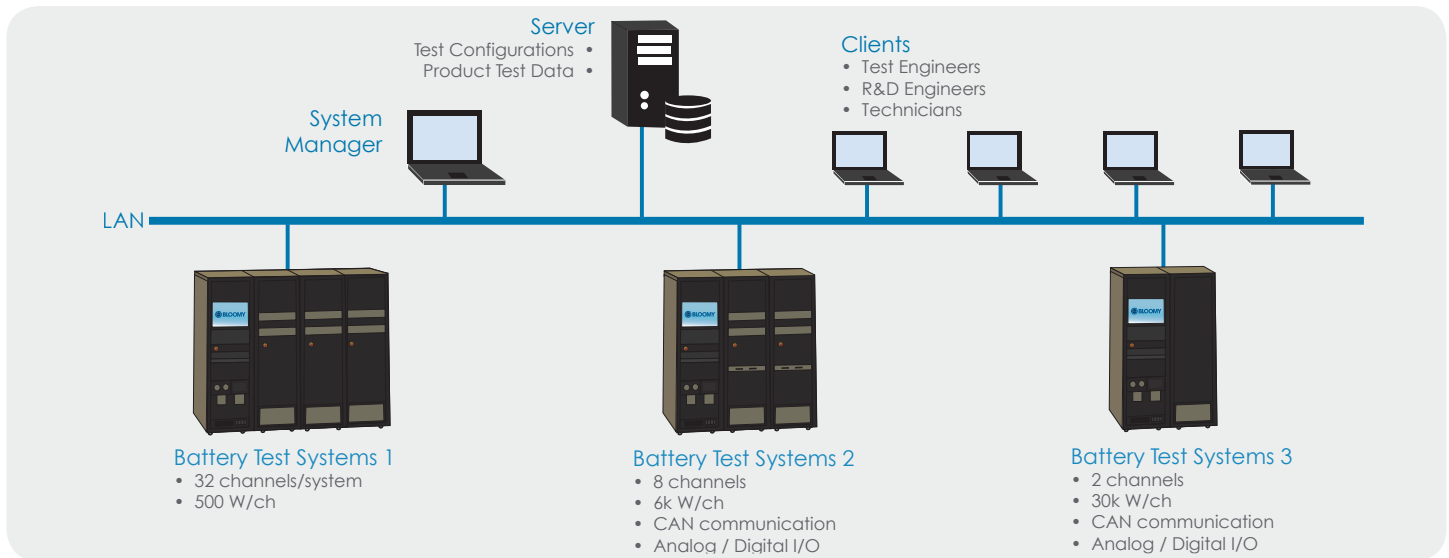 Server
Test Configurations •
Product Test Data •
Clients
• Test Engineers
• R&D Engineers
• Technicians
System
Manager
LAN
BLOOMY
BLOOMY
BLOOMY
Battery Test Systems 1
• 32 channels/system
• 500 W/ch
Battery Test Systems 2
• 8 channels
• 6k W/ch
• CAN communication
• Analog / Digital I/O
Battery Test Systems 3
• 2 channels
• 30k W/ch
• CAN communication
• Analog / Digital I/O